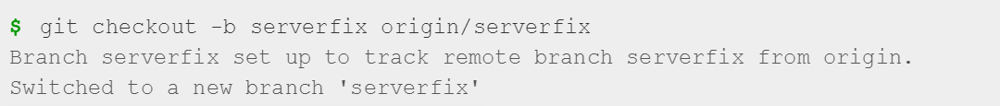 $ git checkout -b serverfix origin/serverfix
Branch serverfix set up to track remote branch serverfix from origin.
Switched to a new branch 'serverfix'